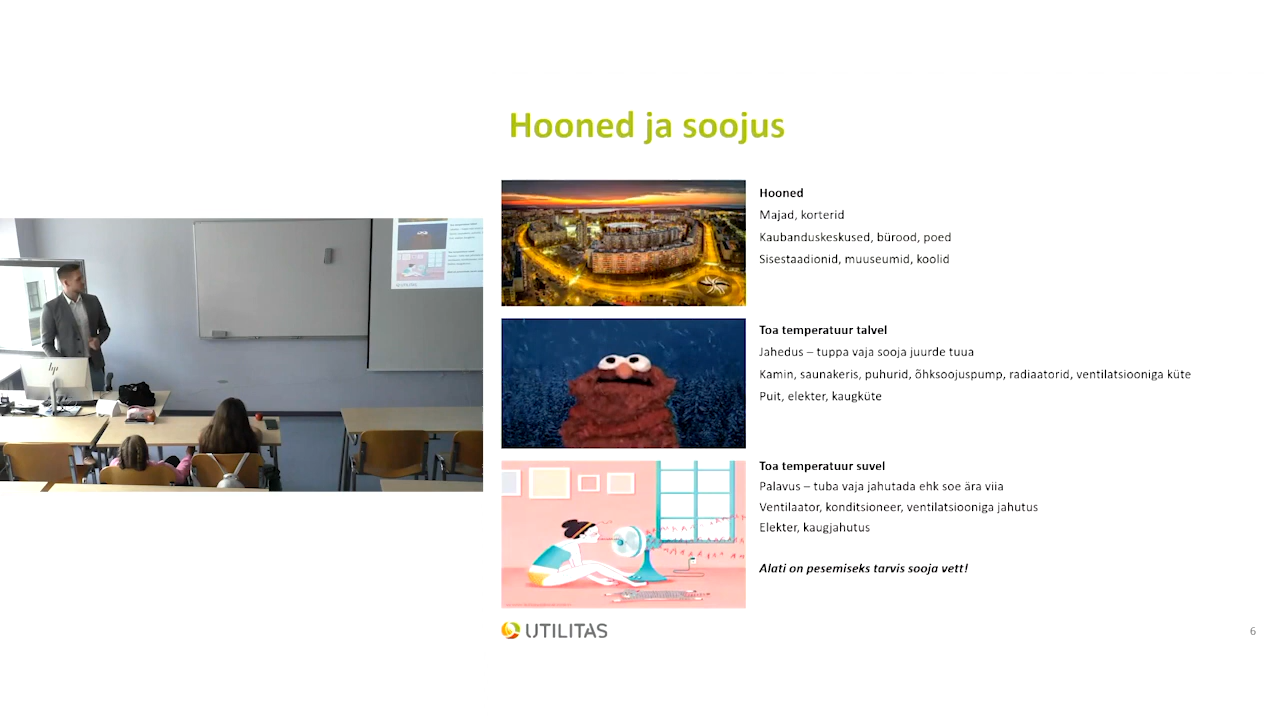 Hooned ja soojus
Hooned
Majad, korterid
Kaubanduskeskused, bürood, poed
Sisestaadionid, muuseumid, koolid
Toa temperatuur talvel
Jahedus – tuppa vaja sooja juurde tuua
Kamin, saunakeris, puhurid, õhksoojuspump, radiaatorid, ventilatsiooniga küte
Puit, elekter, kaugküte
Toa temperatuur suvel
Palavus – tuba vaja jahutada ehk soe ära viia
Ventilaator, konditsioneer, ventilatsiooniga jahutus
Elekter, kaugjahutus
Alati on pesemiseks tarvis sooja vett!
UTILITAS
6
hp